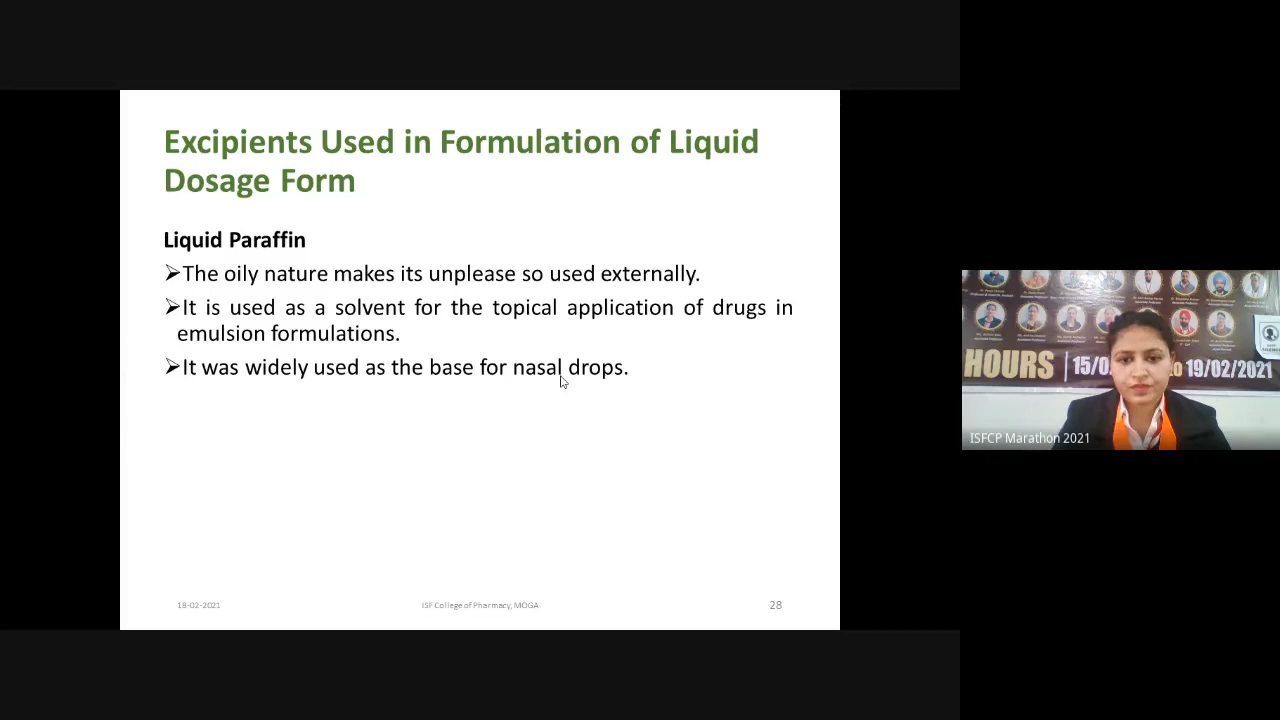 Excipients Used in Formulation of Liquid
Dosage Form
Liquid Paraffin
➢The oily nature makes its unplease so used externally.
➢It is used as a solvent for the topical application of drugs in
emulsion formulations.
➢It was widely used as the base for nasal drops.
18-02-2021
ISF College of Pharmacy, MOGA
28
HOURS
15/0
to 19/02/2021
ISFCP Marathon 2021